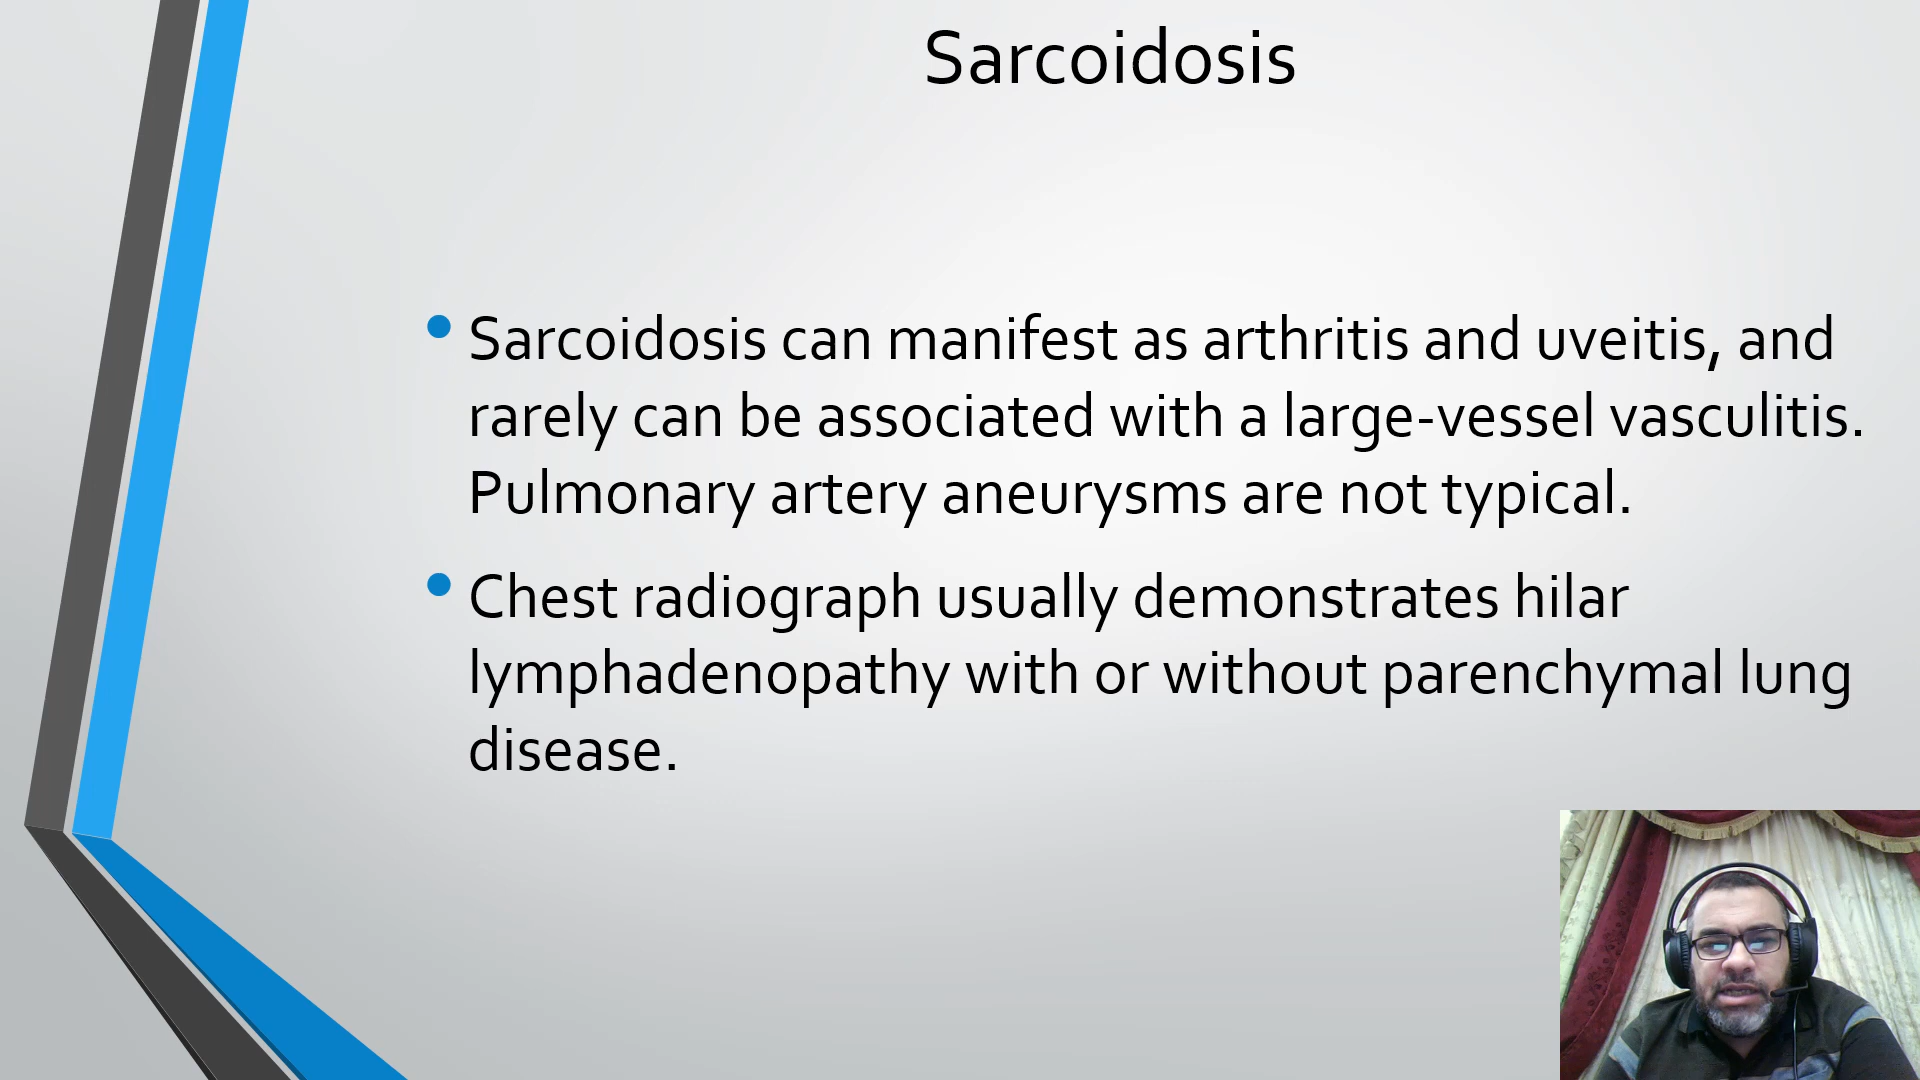 Sarcoidosis
• Sarcoidosis can manifest as arthritis and uveitis, and
rarely can be associated with a large-vessel vasculitis.
Pulmonary artery aneurysms are not typical.
• Chest radiograph usually demonstrates hilar
lymphadenopathy with or without parenchymal lung
disease.